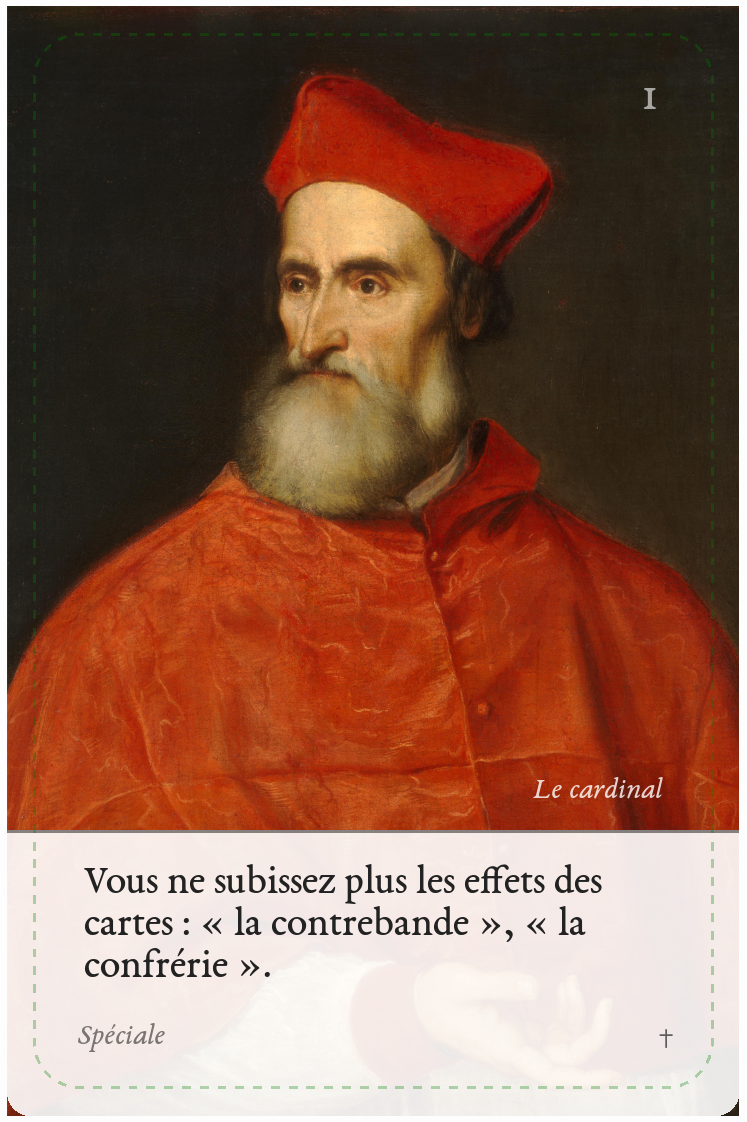 I
Le cardinal
Vous ne subissez plus les effets des
cartes : « la contrebande », « la
confrérie ».
Spéciale
†